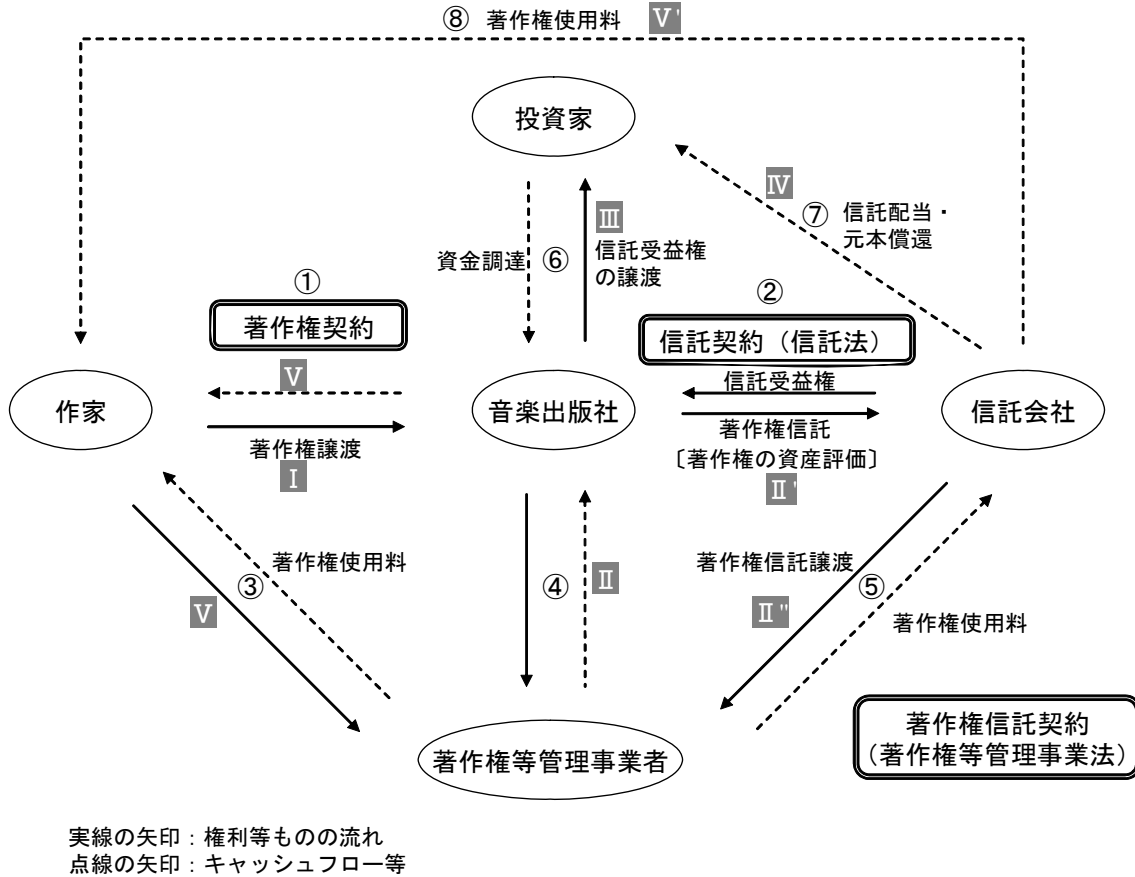 ⑧ 著作権使用料 Ⅴ'
投資家
Ⅳ
⑦ 信託配当・
元本償還
Ⅲ
資金調達 ⑥ 信託受益権
の譲渡
①
著作権契約
②
信託契約（信託法）
Ⅴ
信託受益権
作家
音楽出版社
信託会社
著作権譲渡
Ⅰ
著作権信託
〔著作権の資産評価〕
Ⅱ'
著作権使用料
③
Ⅴ
④
Ⅱ
著作権信託譲渡
⑤
Ⅱ"
著作権使用料
著作権等管理事業者
著作権信託契約
（著作権等管理事業法）
実線の矢印：権利等ものの流れ
点線の矢印：キャッシュフロー等